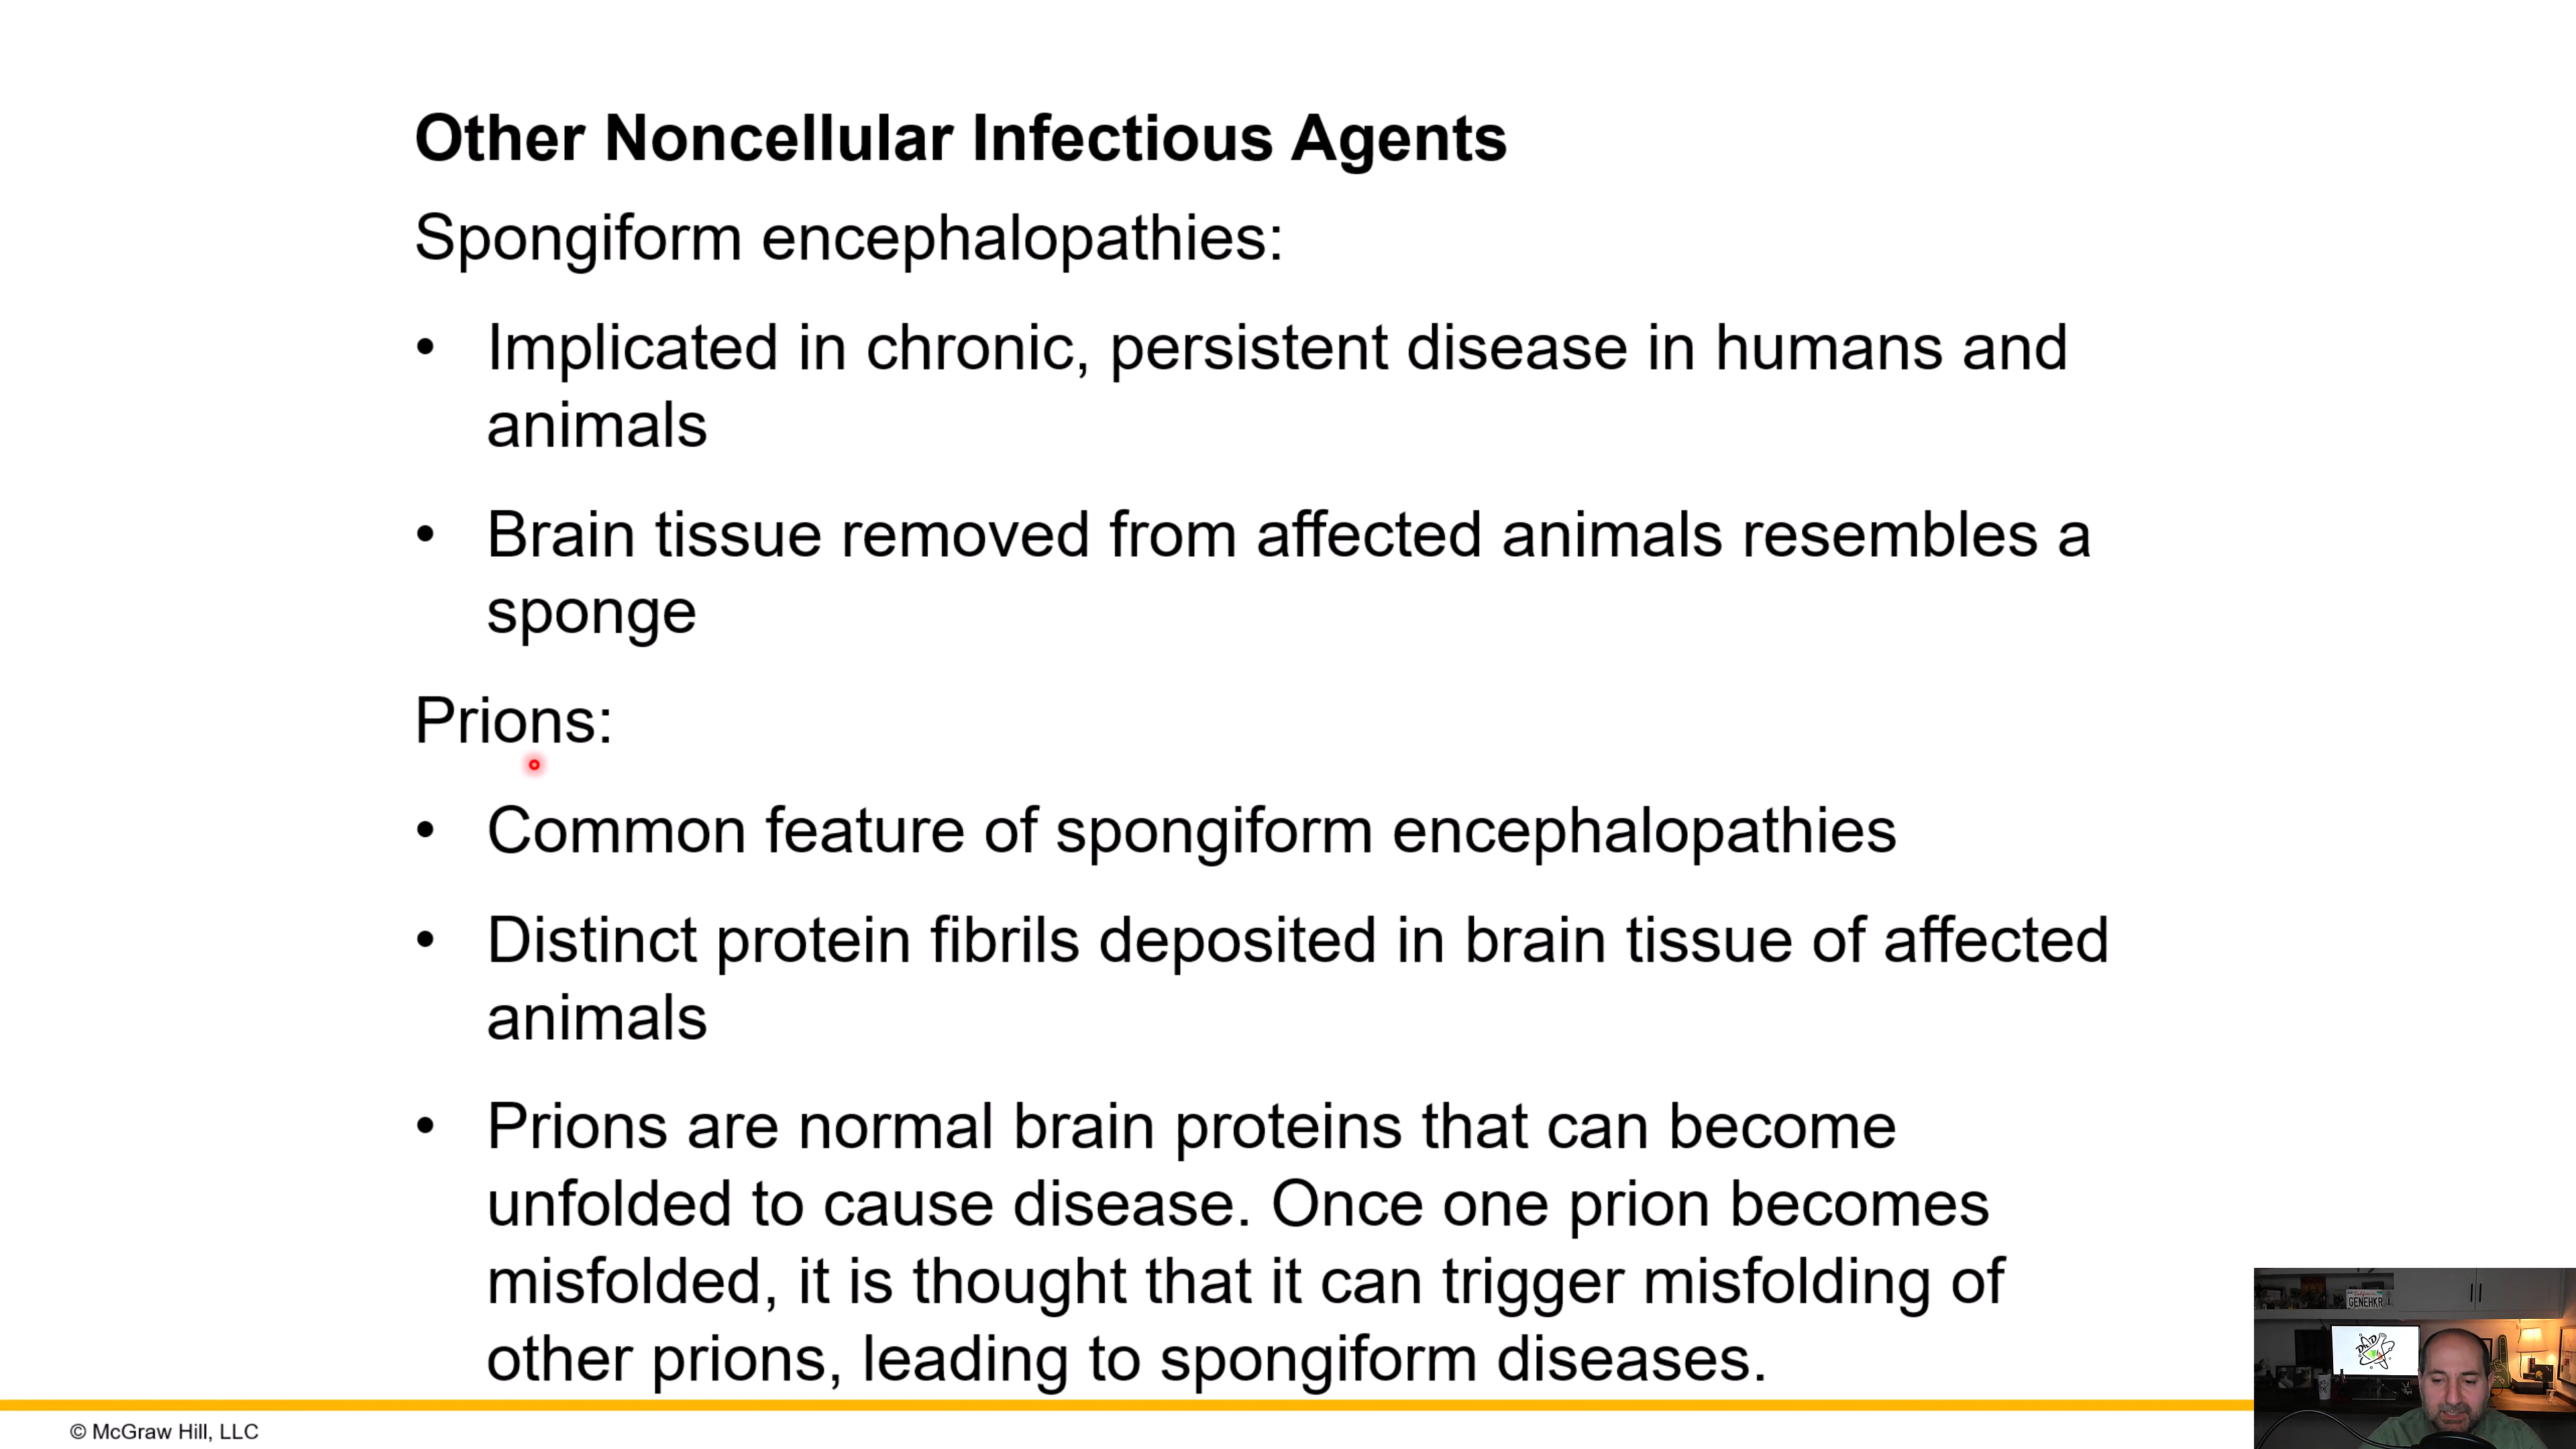 Other Noncellular Infectious Agents
Spongiform encephalopathies:
• Implicated in chronic, persistent disease in humans and
animals
• Brain tissue removed from affected animals resembles a
sponge
Prions:
• Common feature of spongiform encephalopathies
• Distinct protein fibrils deposited in brain tissue of affected
animals
• Prions are normal brain proteins that can become
unfolded to cause disease. Once one prion becomes
misfolded, it is thought that it can trigger misfolding of
other prions, leading to spongiform diseases.
© McGraw Hill, LLC
GENEHKR